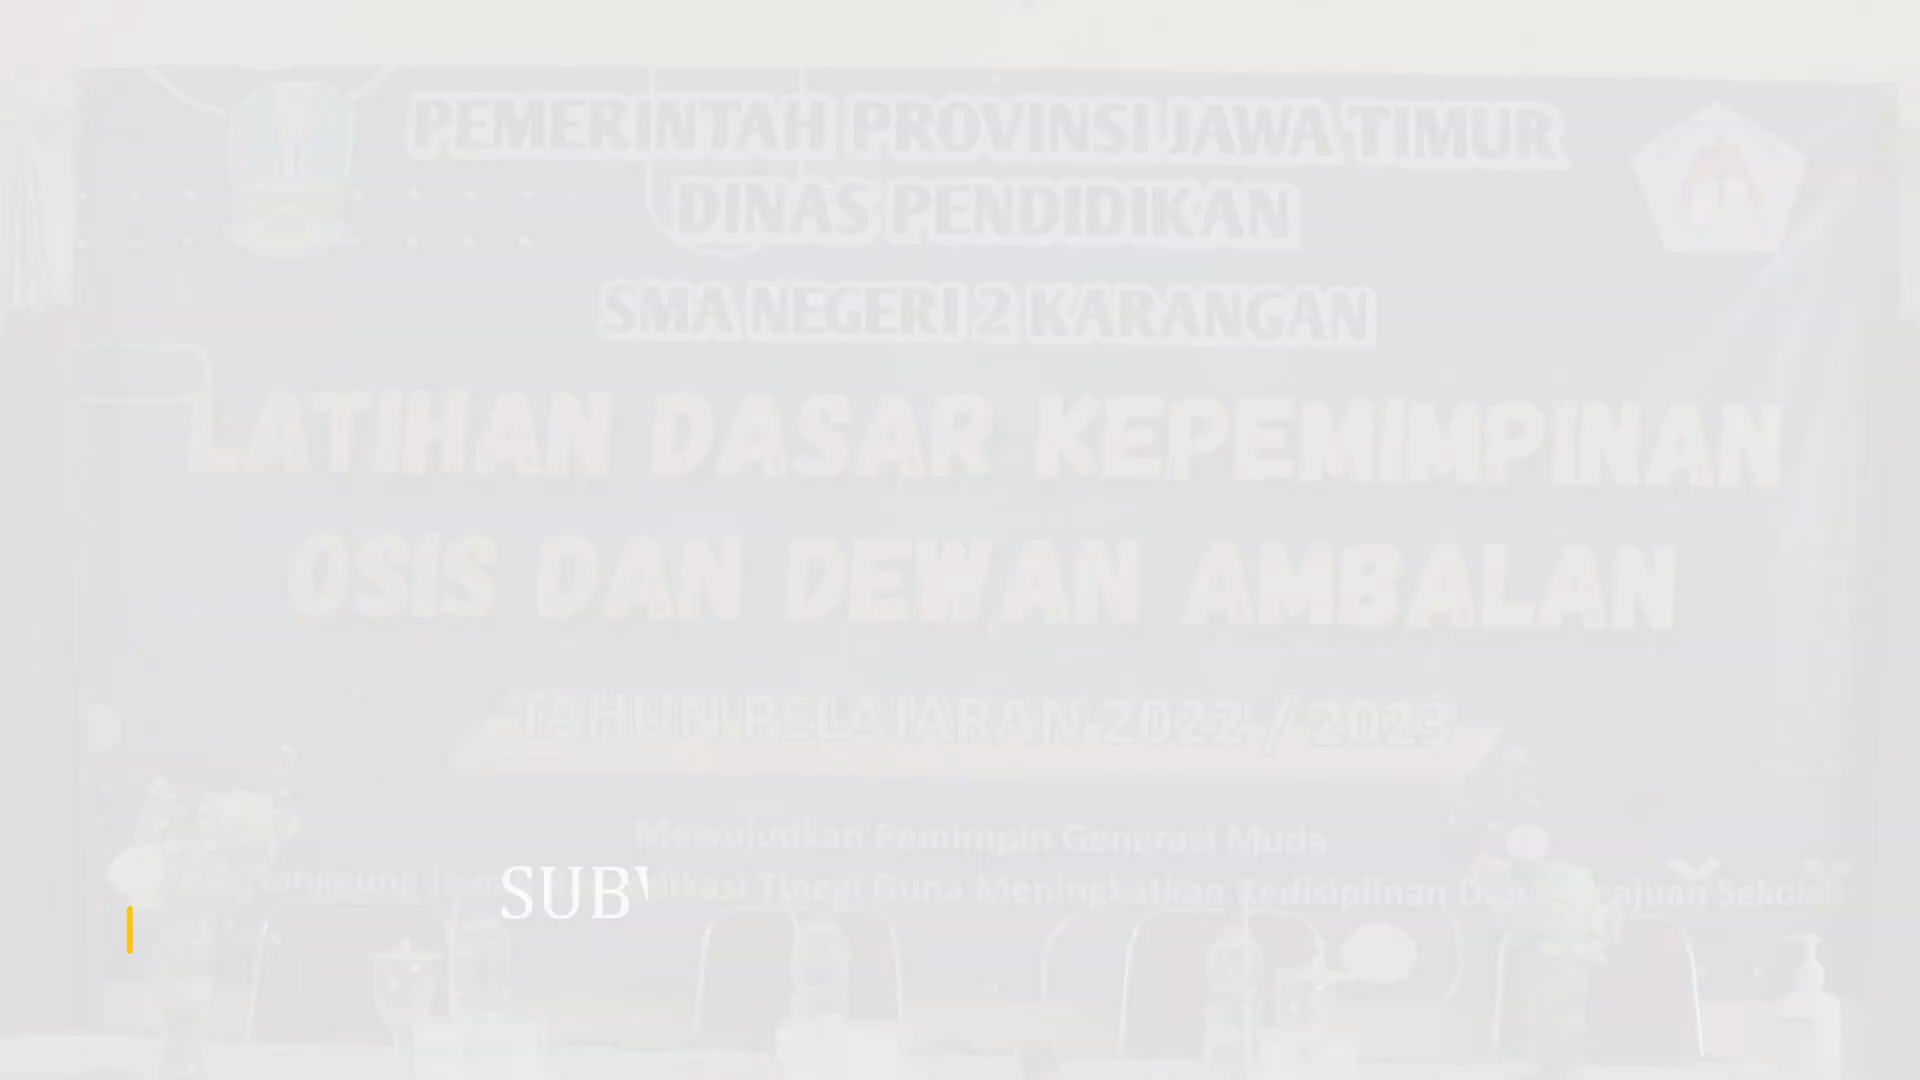 PEMERINTAH PROVINSI JAWA TIMUR
DINAS PENDIDIKAN
SMA NEGERI 2 KARANGAN
LATIHAN DASAR KEPEMIMPINAN
OSIS DAN DEWAN AMBALAN
TAHUN PELAJARAN 2022 / 2023
Mewujudkan Pemimpin Generasi Muda
Tinggi Guna Meningkatkan Kedisiplinan
SUB